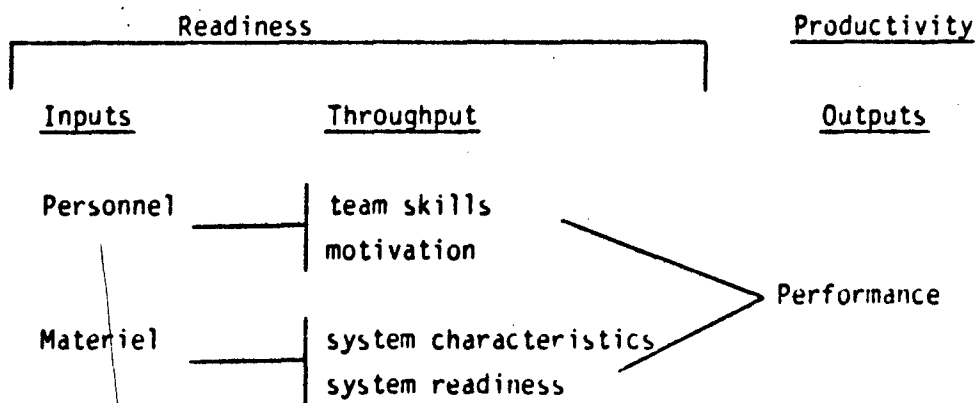 Readiness Productivity
Inputs Throughput Outputs
Personnel team skills
motivation
Performance
Materiel system characteristics
system readiness